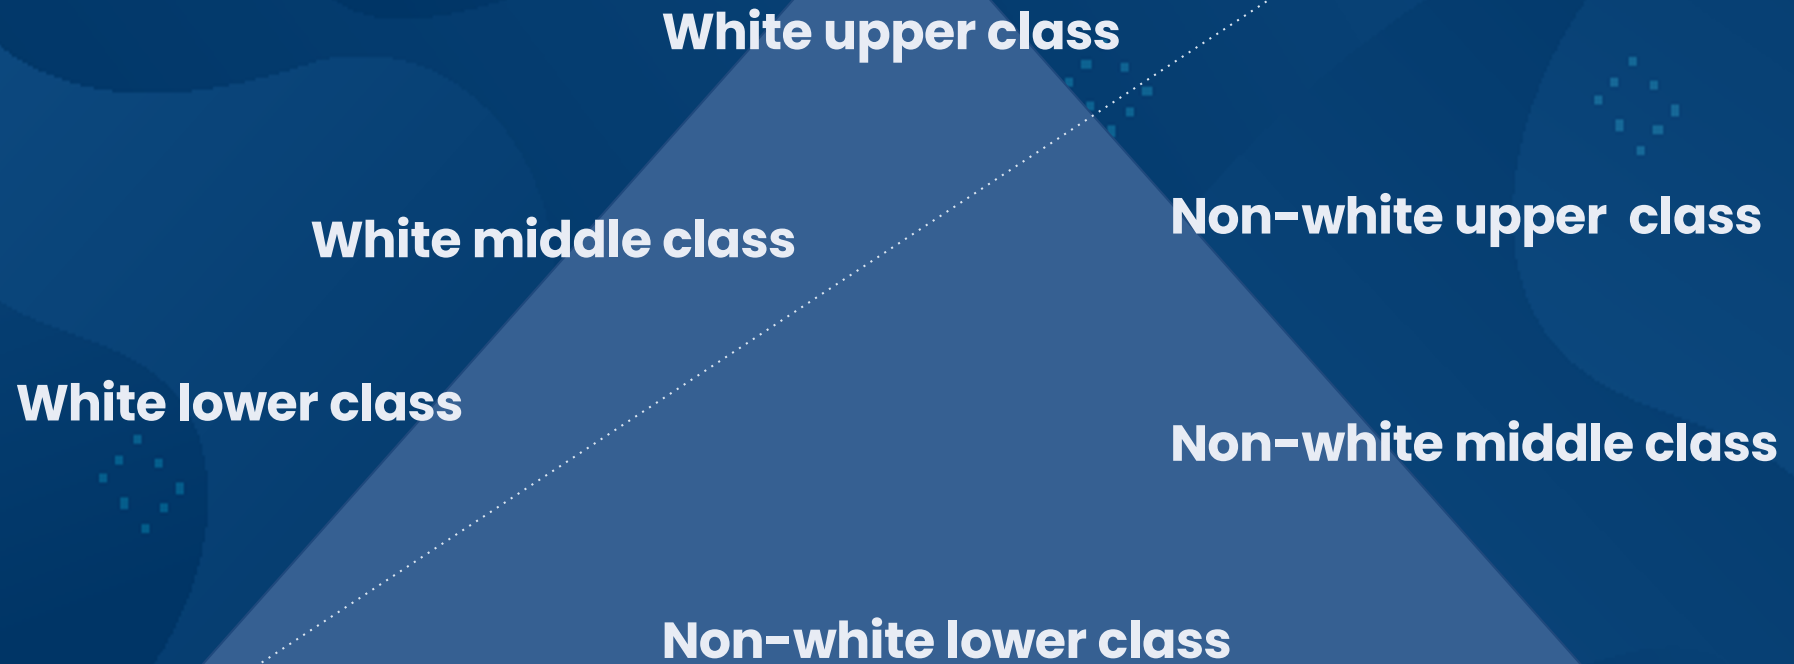 White upper class
Non-white upper  class
White middle class
White lower class
Non-white middle class
Non-white lower class